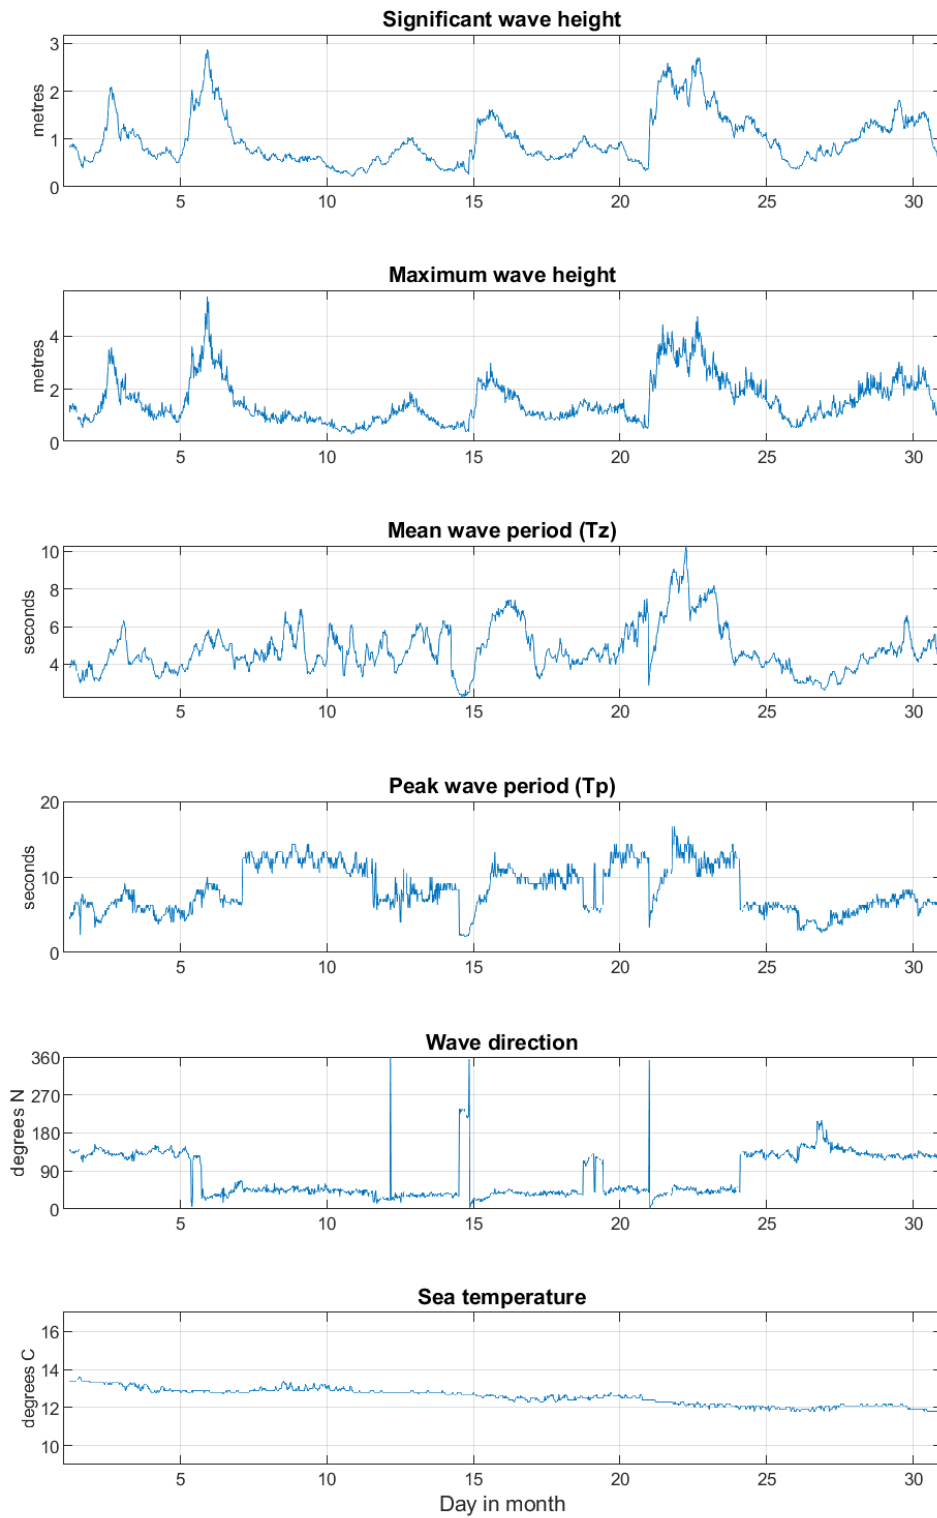 Significant wave height
3
2
1
0
metres
5 10 15 20 25 30
Maximum wave height
4
2
0
metres
5 10 15 20 25 30
Mean wave period (Tz)
10
8
6
4
seconds
5 10 15 20 25 30
Peak wave period (Tp)
20
10
0
seconds
5 10 15 20 25 30
Wave direction
360
270
180
90
0
degrees N
5 10 15 20 25 30
Sea temperature
16
14
12
10
degrees C
5 10 15 20 25 30
Day in month